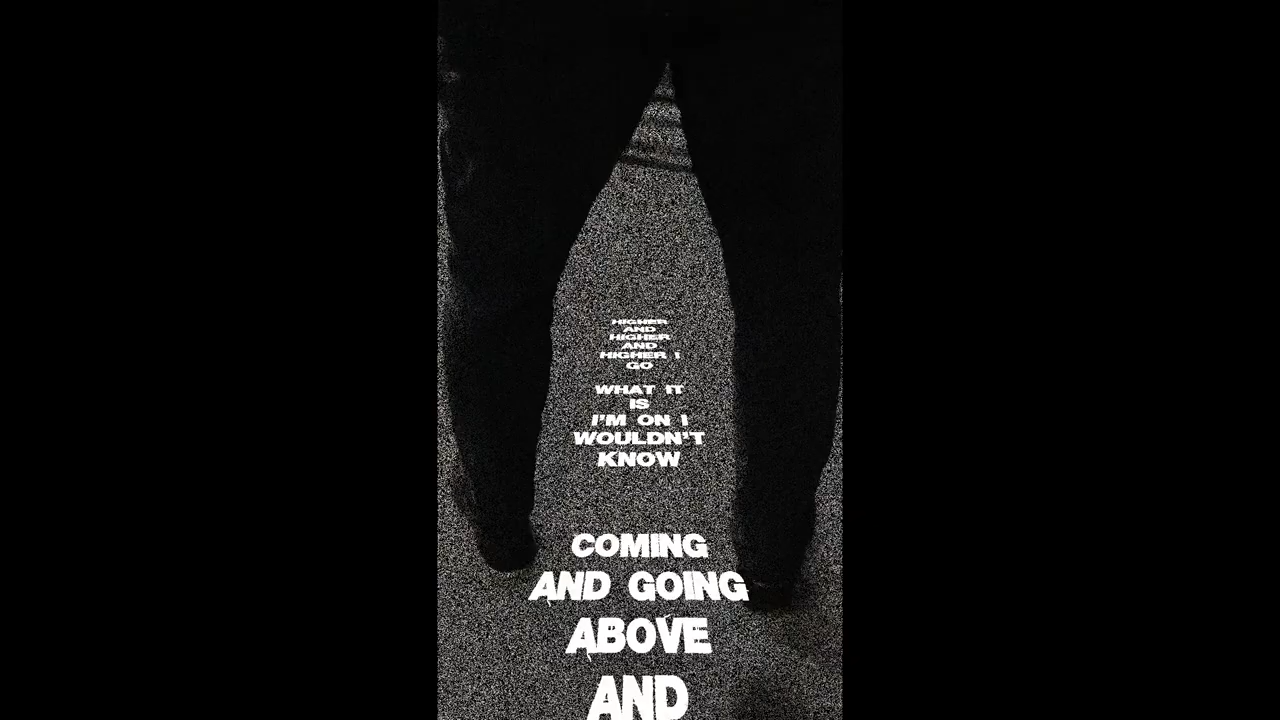 HIGHER
AND
HIGHER
AND
HIGHER I
GO
WHAT IT
IS
I'M ON I
WOULDN'T
KNOW
COMING
AND GOING
ABOVE
AND